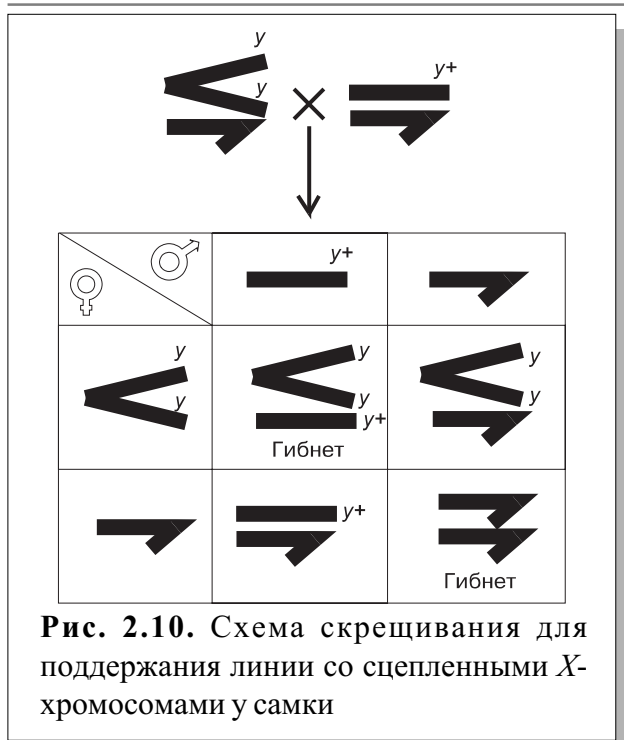 y
y
y+
y+
y
y
y
y
y+
Гибнет
y
y
y+
Гибнет
Рис. 2.10. Схема скрещивания для
поддержания линии со сцепленными X-
хромосомами у самки